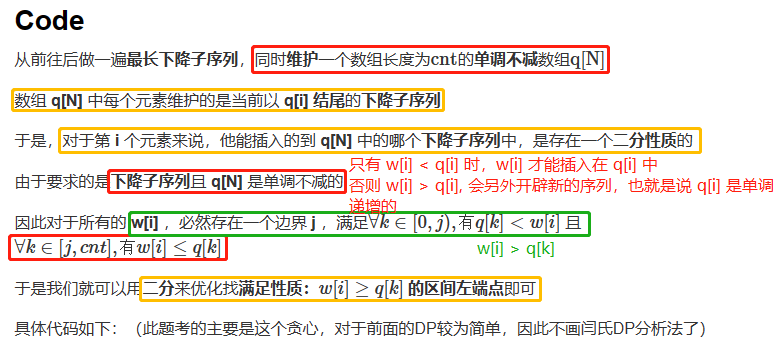 Code
从前往后做一遍最长下降子序列，同时维护一个数组长度为cnt的单调不减数组q[N]
数组 q[N] 中每个元素维护的是当前以 q[i] 结尾的下降子序列
于是，对于第 i 个元素来说，他能插入的到 q[N] 中的哪个下降子序列中，是存在一个二分性质的
由于要求的是下降子序列且 q[N] 是单调不减的
只有 w[i] < q[i] 时，w[i] 才能插入在 q[i] 中
否则 w[i] > q[i], 会另外开辟新的序列，也就是说 q[i] 是单调
递增的
因此对于所有的 w[i]，必然存在一个边界 j，满足∀k ∈ [0, j), 有q[k] < w[i] 且
∀k ∈ [j, cnt], 有w[i] ≤ q[k]
w[i] > q[k]
于是我们就可以用二分来优化找满足性质：w[i] ≥ q[k] 的区间左端点即可
具体代码如下：（此题考的主要是这个贪心，对于前面的DP较为简单，因此不画闫氏DP分析法了）